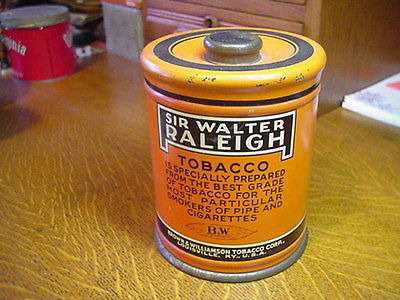 SIR WALTER
RALEIGH
TOBACCO
IS SPECIALLY PREPARED
FROM THE BEST GRADE
OF TOBACCO FOR THE
MOST PARTICULAR
SMOKERS OF PIPE AND
CIGARETTES
B&W
BROWN & WILLIAMSON TOBACCO CORP.
LOUISVILLE, KY., U.S.A.